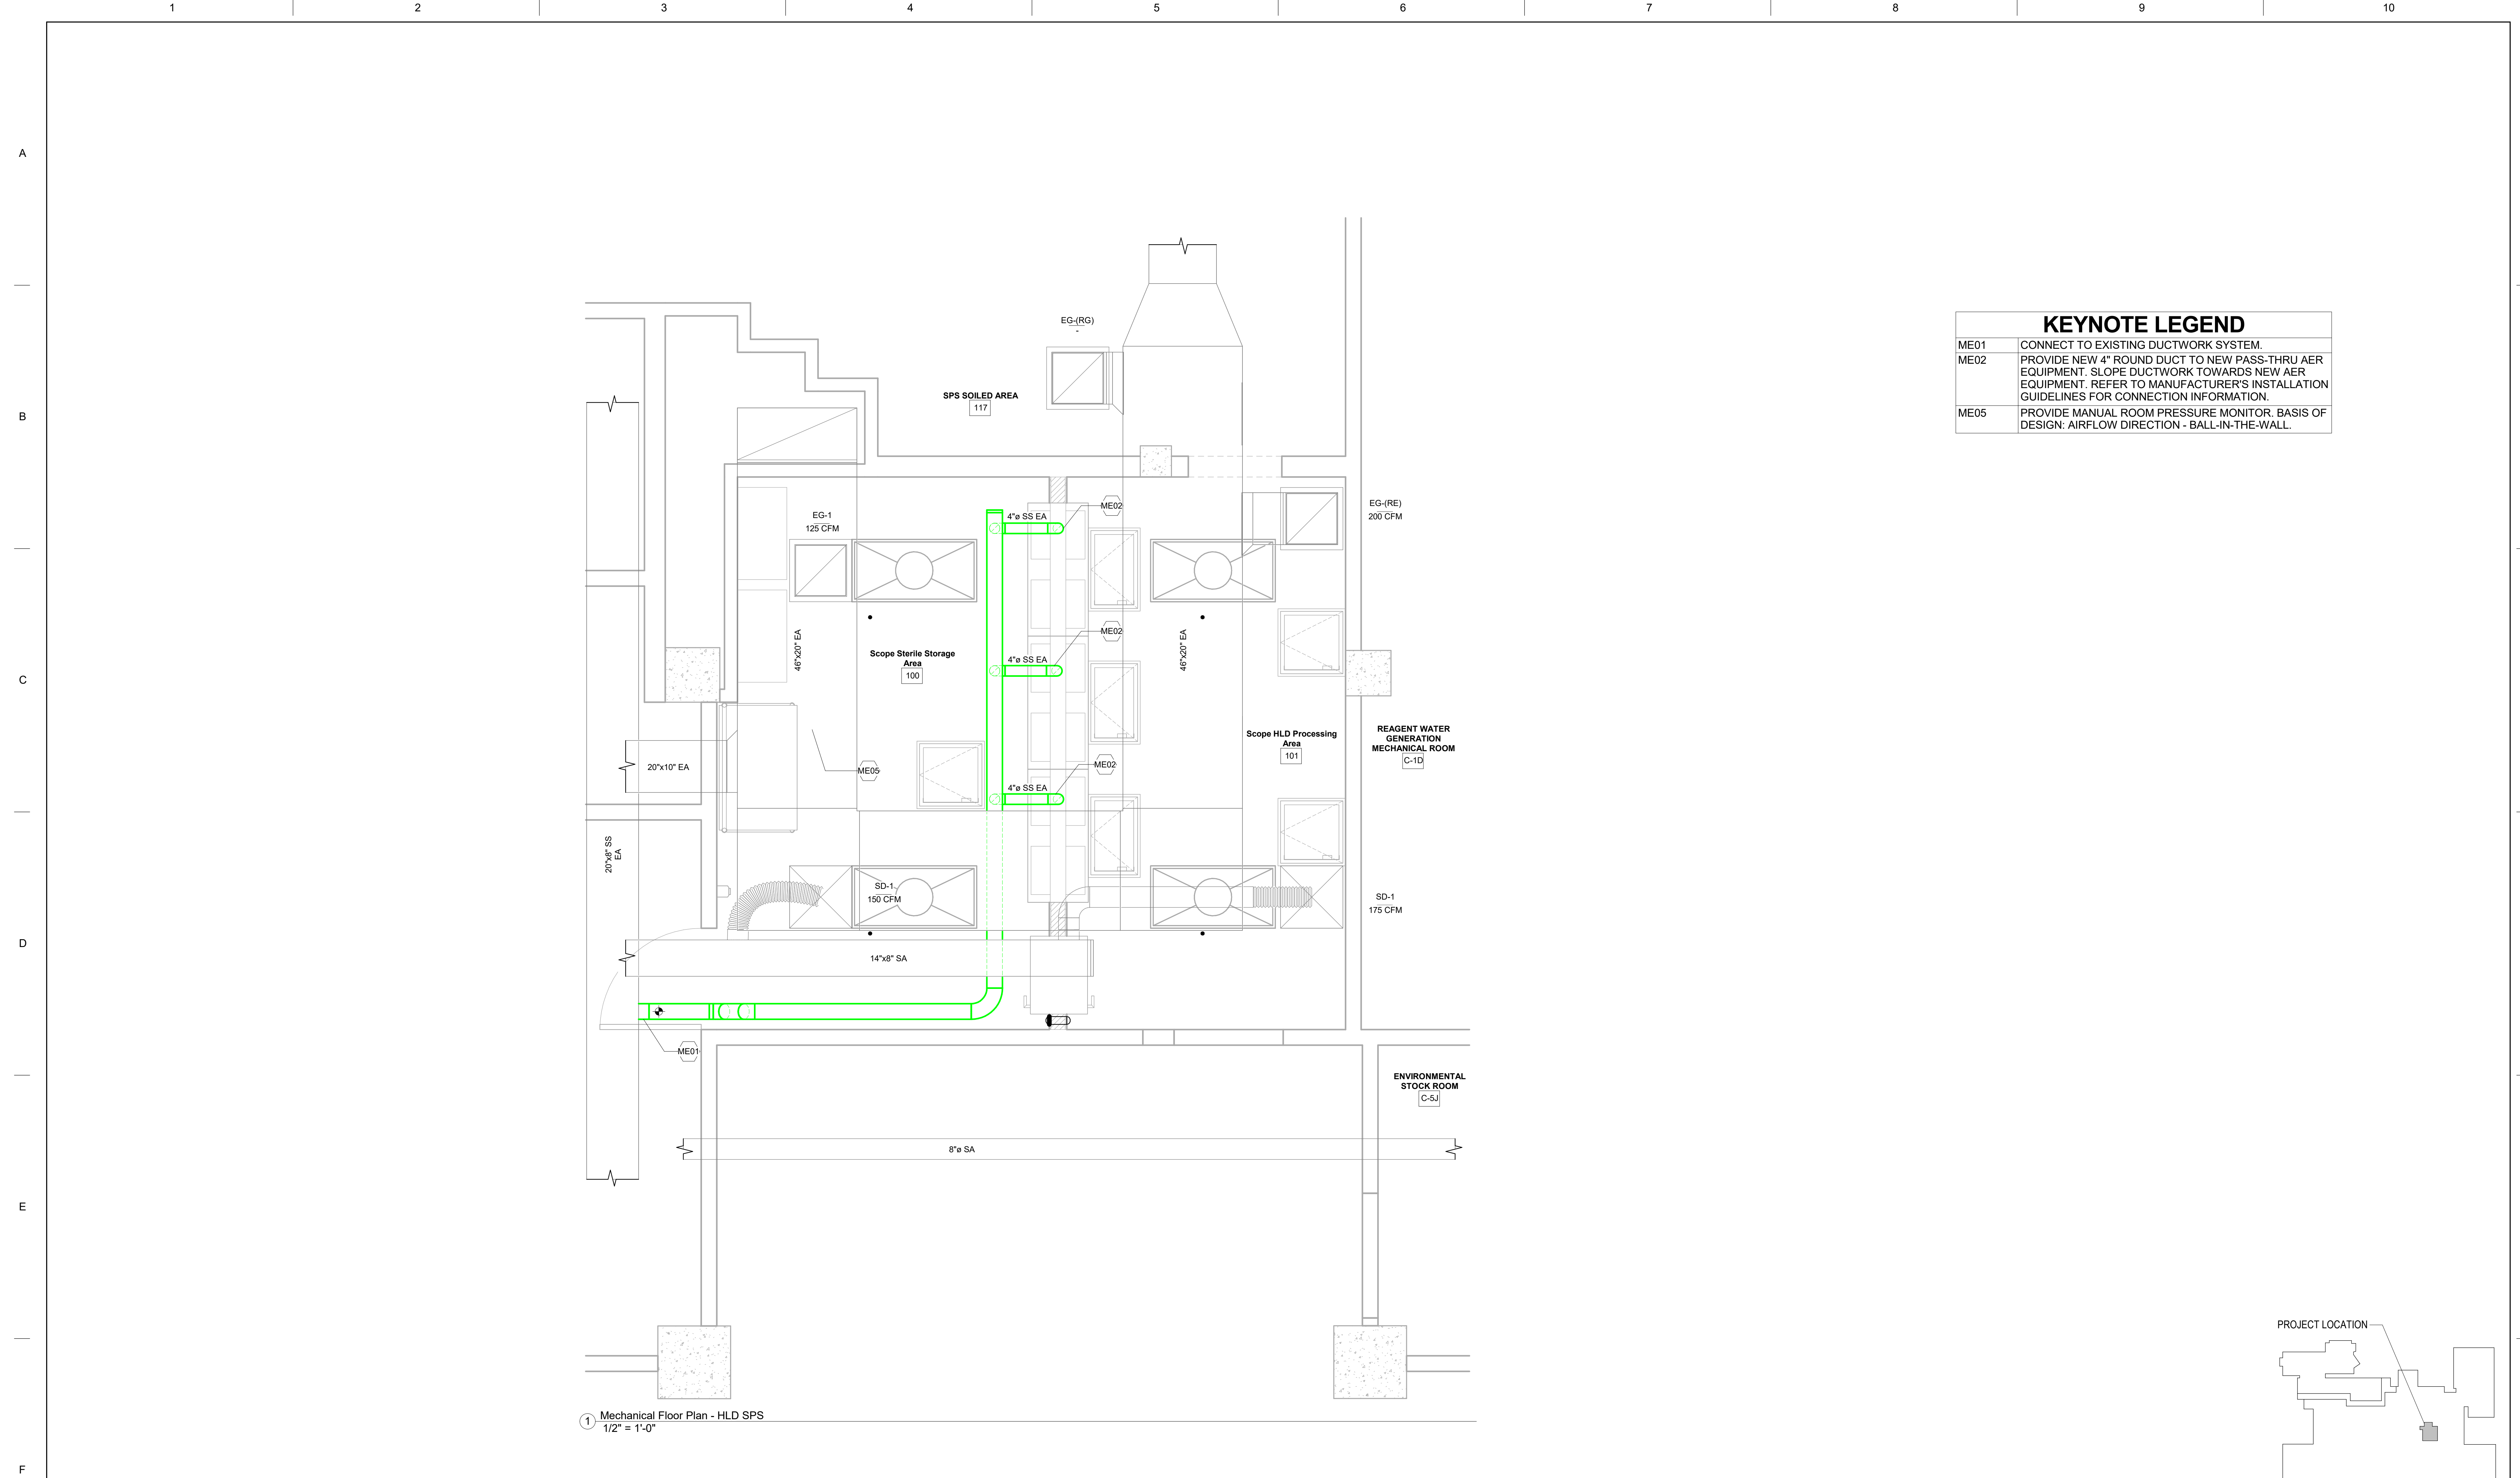 1 2 3 4 5 6 7 8 9 10
A
EG-(RG)
-
KEYNOTE LEGEND
ME01 CONNECT TO EXISTING DUCTWORK SYSTEM.
ME02 PROVIDE NEW 4" ROUND DUCT TO NEW PASS-THRU AER
EQUIPMENT. SLOPE DUCTWORK TOWARDS NEW AER
EQUIPMENT. REFER TO MANUFACTURER'S INSTALLATION
GUIDELINES FOR CONNECTION INFORMATION.
ME05 PROVIDE MANUAL ROOM PRESSURE MONITOR. BASIS OF
DESIGN: AIRFLOW DIRECTION - BALL-IN-THE-WALL.
B
SPS SOILED AREA
117
EG-1
125 CFM
4"ø SS EA
ME02
EG-(RE)
200 CFM
46"x20" EA
Scope Sterile Storage
Area
100
4"ø SS EA
ME02
46"x20" EA
C
20"x10" EA
ME05
4"ø SS EA
ME02
Scope HLD Processing
Area
101
REAGENT WATER
GENERATION
MECHANICAL ROOM
C-1D
20"x8" SS
EA
SD-1
150 CFM
SD-1
175 CFM
D
14"x8" SA
ME01
ENVIRONMENTAL
STOCK ROOM
C-5J
8"ø SA
E
PROJECT LOCATION
1 Mechanical Floor Plan - HLD SPS
1/2" = 1'-0"
F